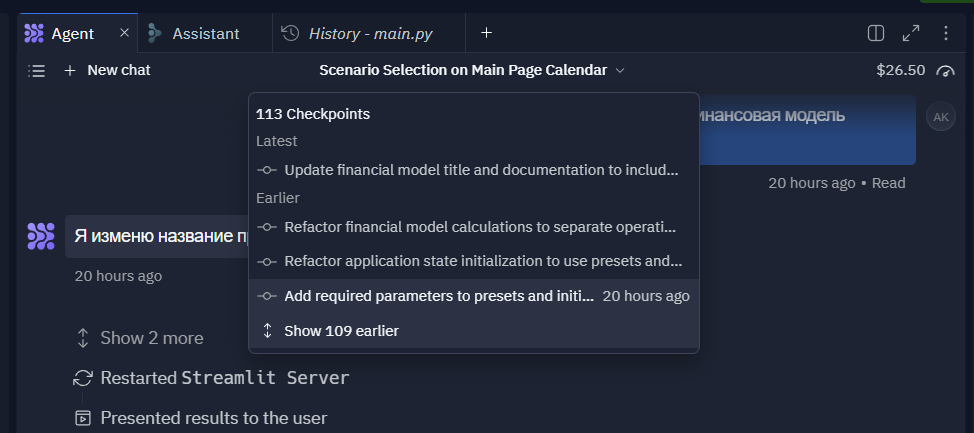 Agent
Assistant
History - main.py
New chat
Scenario Selection on Main Page Calendar
$26.50
113 Checkpoints
Latest
Update financial model title and documentation to includ...
Earlier
Refactor financial model calculations to separate operati...
Refactor application state initialization to use presets and...
Add required parameters to presets and initi... 20 hours ago
Show 109 earlier
модель
AK
20 hours ago • Read
Я изменю название
20 hours ago
Show 2 more
Restarted Streamlit Server
Presented results to the user